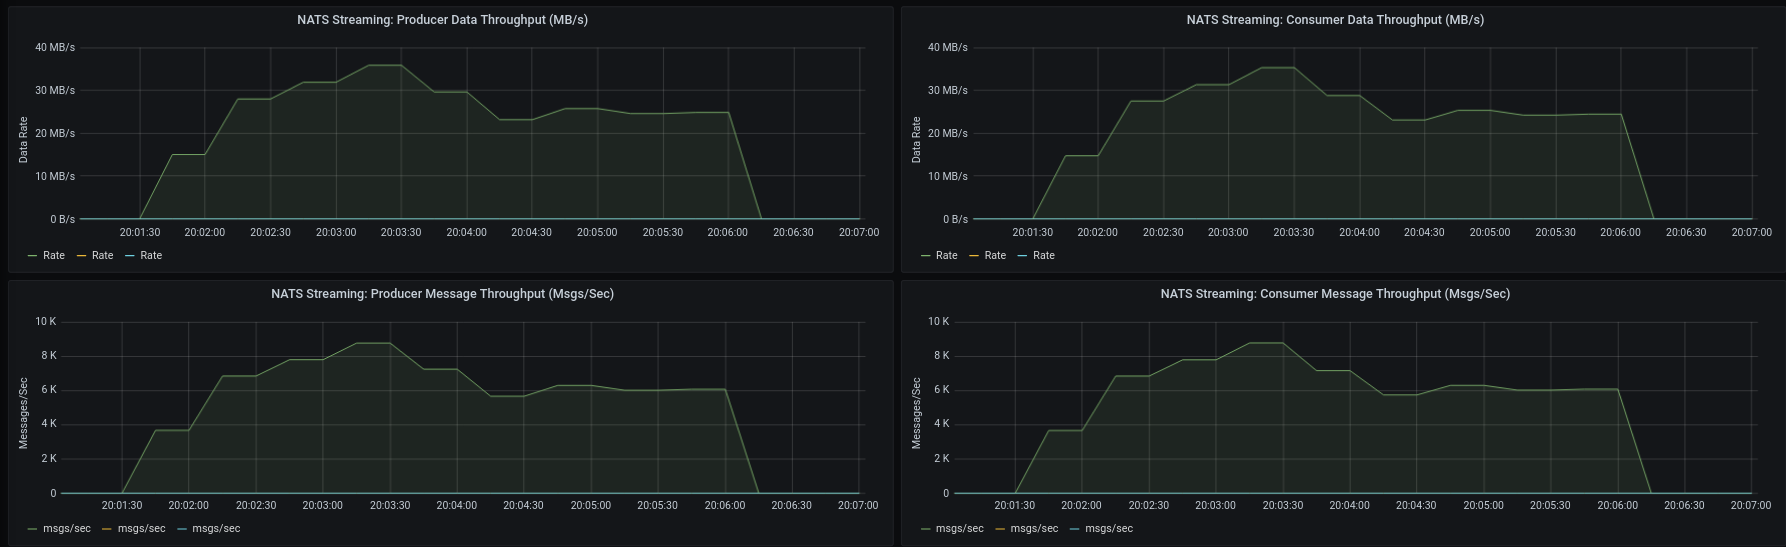 NATS Streaming: Producer Data Throughput (MB/s)
40 MB/s
30 MB/s
20 MB/s
10 MB/s
0 B/s
Data Rate
20:01:30 20:02:00 20:02:30 20:03:00 20:03:30 20:04:00 20:04:30 20:05:00 20:05:30 20:06:00 20:06:30 20:07:00
Rate Rate Rate
NATS Streaming: Consumer Data Throughput (MB/s)
40 MB/s
30 MB/s
20 MB/s
10 MB/s
0 B/s
Data Rate
20:01:30 20:02:00 20:02:30 20:03:00 20:03:30 20:04:00 20:04:30 20:05:00 20:05:30 20:06:00 20:06:30 20:07:00
Rate Rate Rate
NATS Streaming: Producer Message Throughput (Msgs/Sec)
10 K
8 K
6 K
4 K
2 K
0
Messages/Sec
20:01:30 20:02:00 20:02:30 20:03:00 20:03:30 20:04:00 20:04:30 20:05:00 20:05:30 20:06:00 20:06:30 20:07:00
msgs/sec msgs/sec msgs/sec
NATS Streaming: Consumer Message Throughput (Msgs/Sec)
10 K
8 K
6 K
4 K
2 K
0
Messages/Sec
20:01:30 20:02:00 20:02:30 20:03:00 20:03:30 20:04:00 20:04:30 20:05:00 20:05:30 20:06:00 20:06:30 20:07:00
msgs/sec msgs/sec msgs/sec